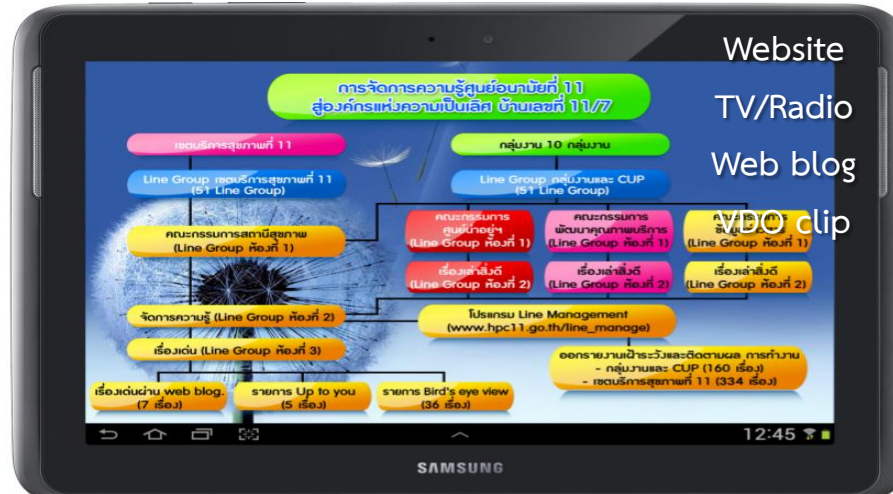 Website
TV/Radio
Web blog
VDO clip
การจัดการความรู้ศูนย์อนามัยที่ 11
สู่องค์กรแห่งความเป็นเลิศ บ้านเลขที่ 11/7
เขตบริการสุขภาพที่ 11
กลุ่มงาน 10 กลุ่มงาน
Line Group เขตบริการสุขภาพที่ 11
(51 Line Group)
Line Group กลุ่มงานและ CUP
(51 Line Group)
คณะกรรมการสถานีสุขภาพ
(Line Group ห้องที่ 1)
คณะกรรมการ
ศูนย์น่าอยู่ฯ
(Line Group ห้องที่ 1)
คณะกรรมการ
พัฒนาคุณภาพบริการ
(Line Group ห้องที่ 1)
(Line Group ห้องที่ 1)
เรื่องเล่าสิ่งดี
(Line Group ห้องที่ 2)
เรื่องเล่าสิ่งดี
(Line Group ห้องที่ 2)
เรื่องเล่าสิ่งดี
(Line Group ห้องที่ 2)
จัดการความรู้ (Line Group ห้องที่ 2)
โปรแกรม Line Management
(www.hpc11.go.th/line_manage)
เรื่องเด่น (Line Group ห้องที่ 3)
ออกรายงานเฝ้าระวังและติดตามผล การทำงาน
- กลุ่มงานและ CUP (160 เรื่อง)
- เขตบริการสุขภาพที่ 11 (334 เรื่อง)
เรื่องเด่นผ่าน web blog.
(7 เรื่อง)
รายการ Up to you
(5 เรื่อง)
รายการ Bird's eye view
(36 เรื่อง)
12:45
SAMSUNG